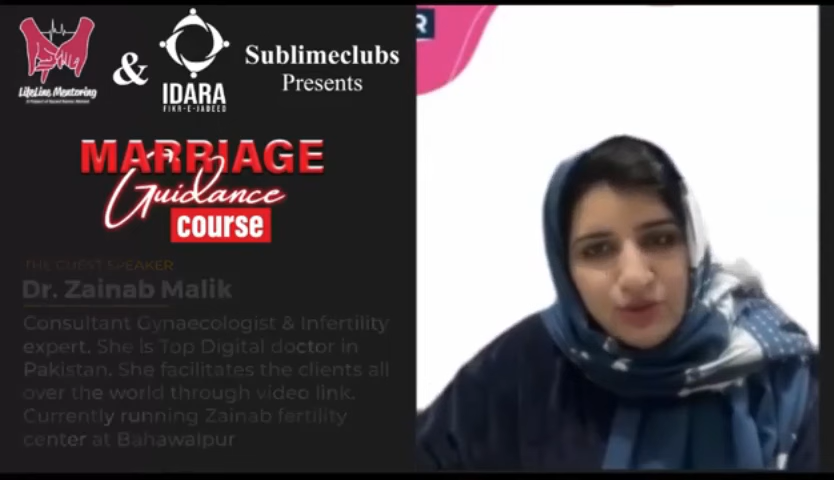 LifeLine Mentoring
&
IDARA
FIKR-E-JADEED
Sublimeclubs
Presents
MARRIAGE
Guidance
course
THE GUEST SPEAKER
Dr. Zainab Malik
Consultant Gynaecologist & Infertility
expert. She is Top Digital doctor in
Pakistan. She facilitates the clients all
over the world through video link.
Currently running Zainab fertility
center at Bahawalpur
R